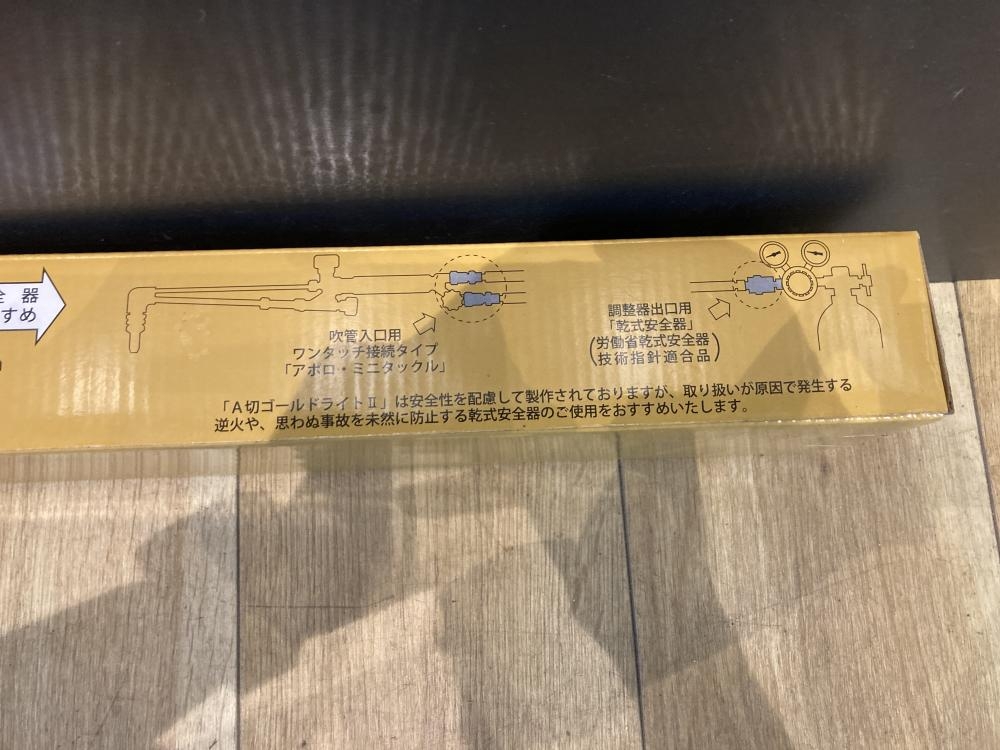 全 器
すめ
吹管入口用
ワンタッチ接続タイプ
「アポロ・ミニタックル」
調整器出口用
「乾式安全器」
(労働省乾式安全器
技術指針適合品)
「A切ゴールドライトⅡ」は安全性を配慮して製作されておりますが、取り扱いが原因で発生する
逆火や、思わぬ事故を未然に防止する乾式安全器のご使用をおすすめいたします。